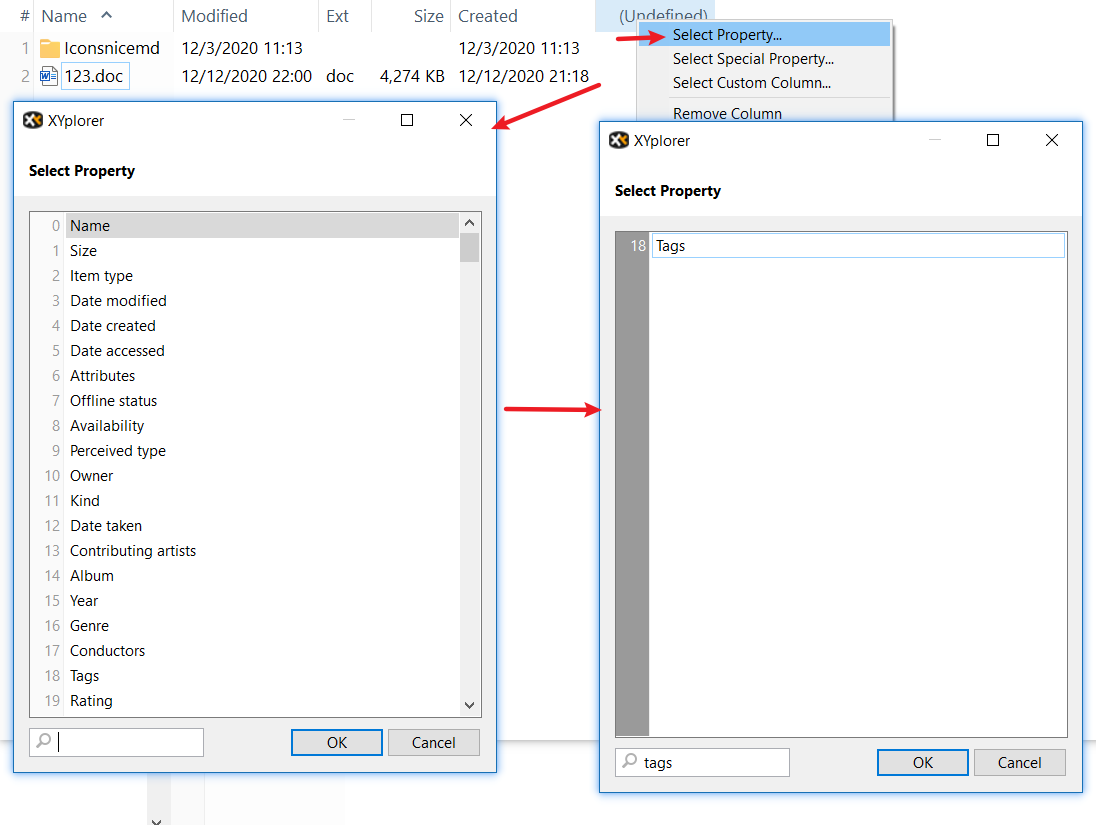 # Name Modified Ext Size Created (Undefined)
1 Iconsnicemd 12/3/2020 11:13 12/3/2020 11:13
2 123.doc 12/12/2020 22:00 doc 4,274 KB 12/12/2020 21:18
Select Property...
Select Special Property...
Select Custom Column...
Remove Column
XYplorer
Select Property
0 Name
1 Size
2 Item type
3 Date modified
4 Date created
5 Date accessed
6 Attributes
7 Offline status
8 Availability
9 Perceived type
10 Owner
11 Kind
12 Date taken
13 Contributing artists
14 Album
15 Year
16 Genre
17 Conductors
18 Tags
19 Rating
OK Cancel
XYplorer
Select Property
18 Tags
tags
OK Cancel